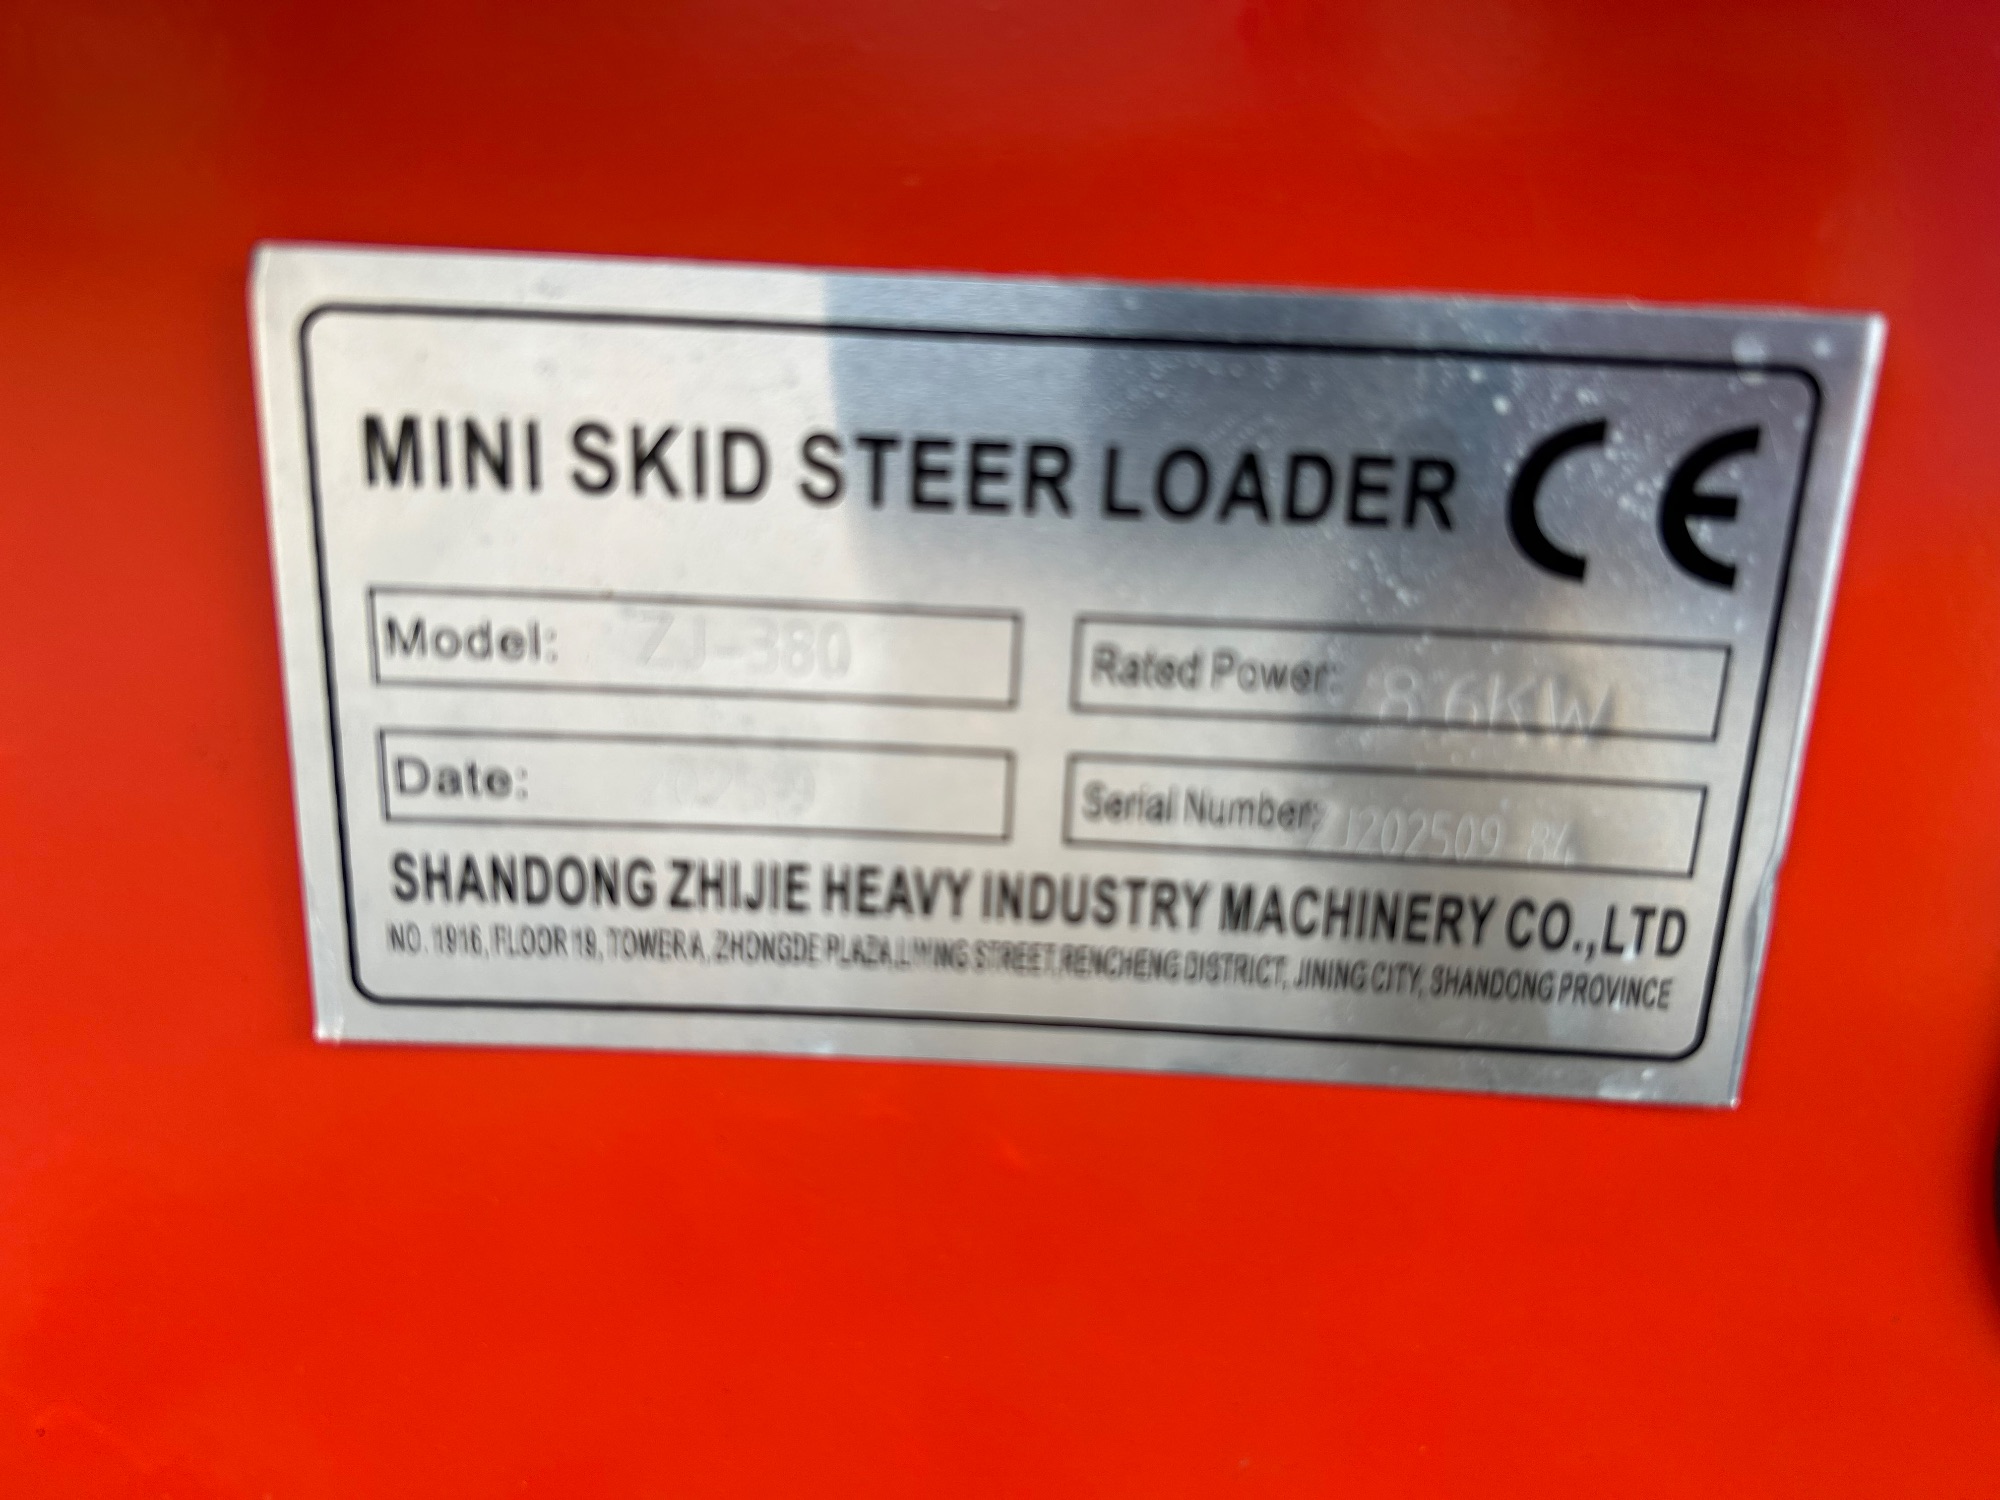 MINI SKID STEER LOADER CE
Model: ZJ-380
Rated Power: 8.6KW
Date:
Serial Number:
SHANDONG ZHIJIE HEAVY INDUSTRY MACHINERY CO.,LTD
NO. 1916, FLOOR 19, TOWER A, ZHONGDE PLAZA, STREET, RENCHENG DISTRICT, JINING CITY, SHANDONG PROVINCE